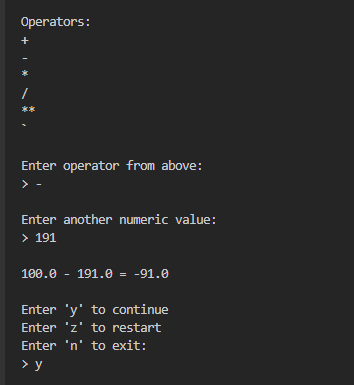 Operators:
+
-
*
/
**
`
Enter operator from above:
> -
Enter another numeric value:
> 191
100.0 - 191.0 = -91.0
Enter 'y' to continue
Enter 'z' to restart
Enter 'n' to exit:
> y